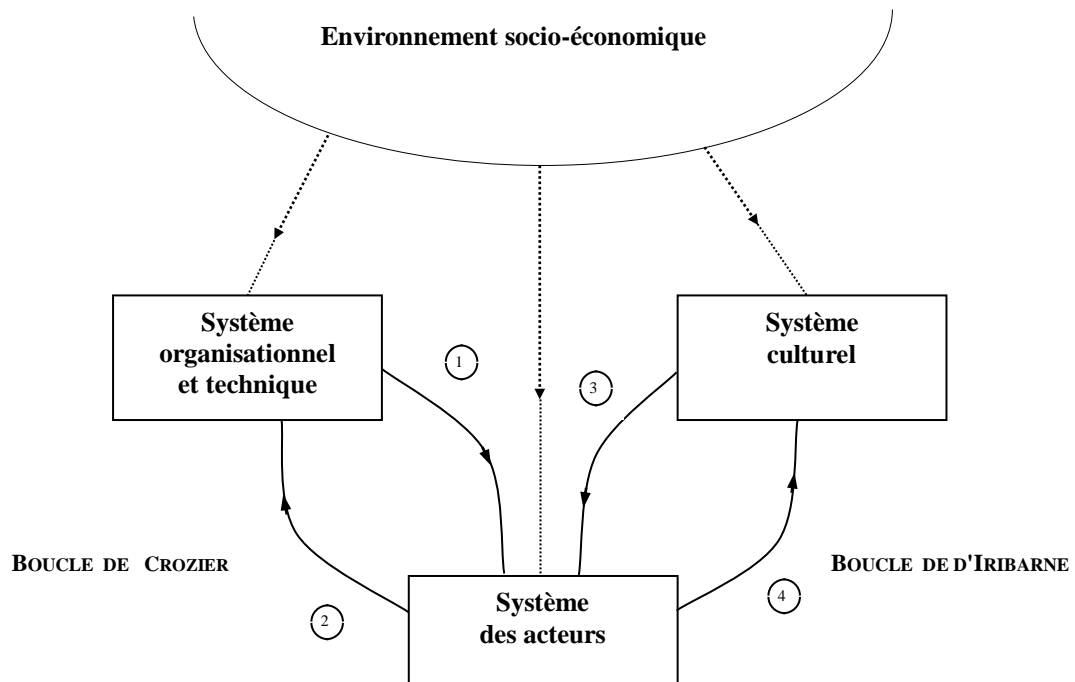 Environnement socio-économique
Système
organisationnel
et technique
1
Système
culturel
3
BOUCLE DE CROZIER
BOUCLE DE D'IRIBARNE
2
Système
des acteurs
4